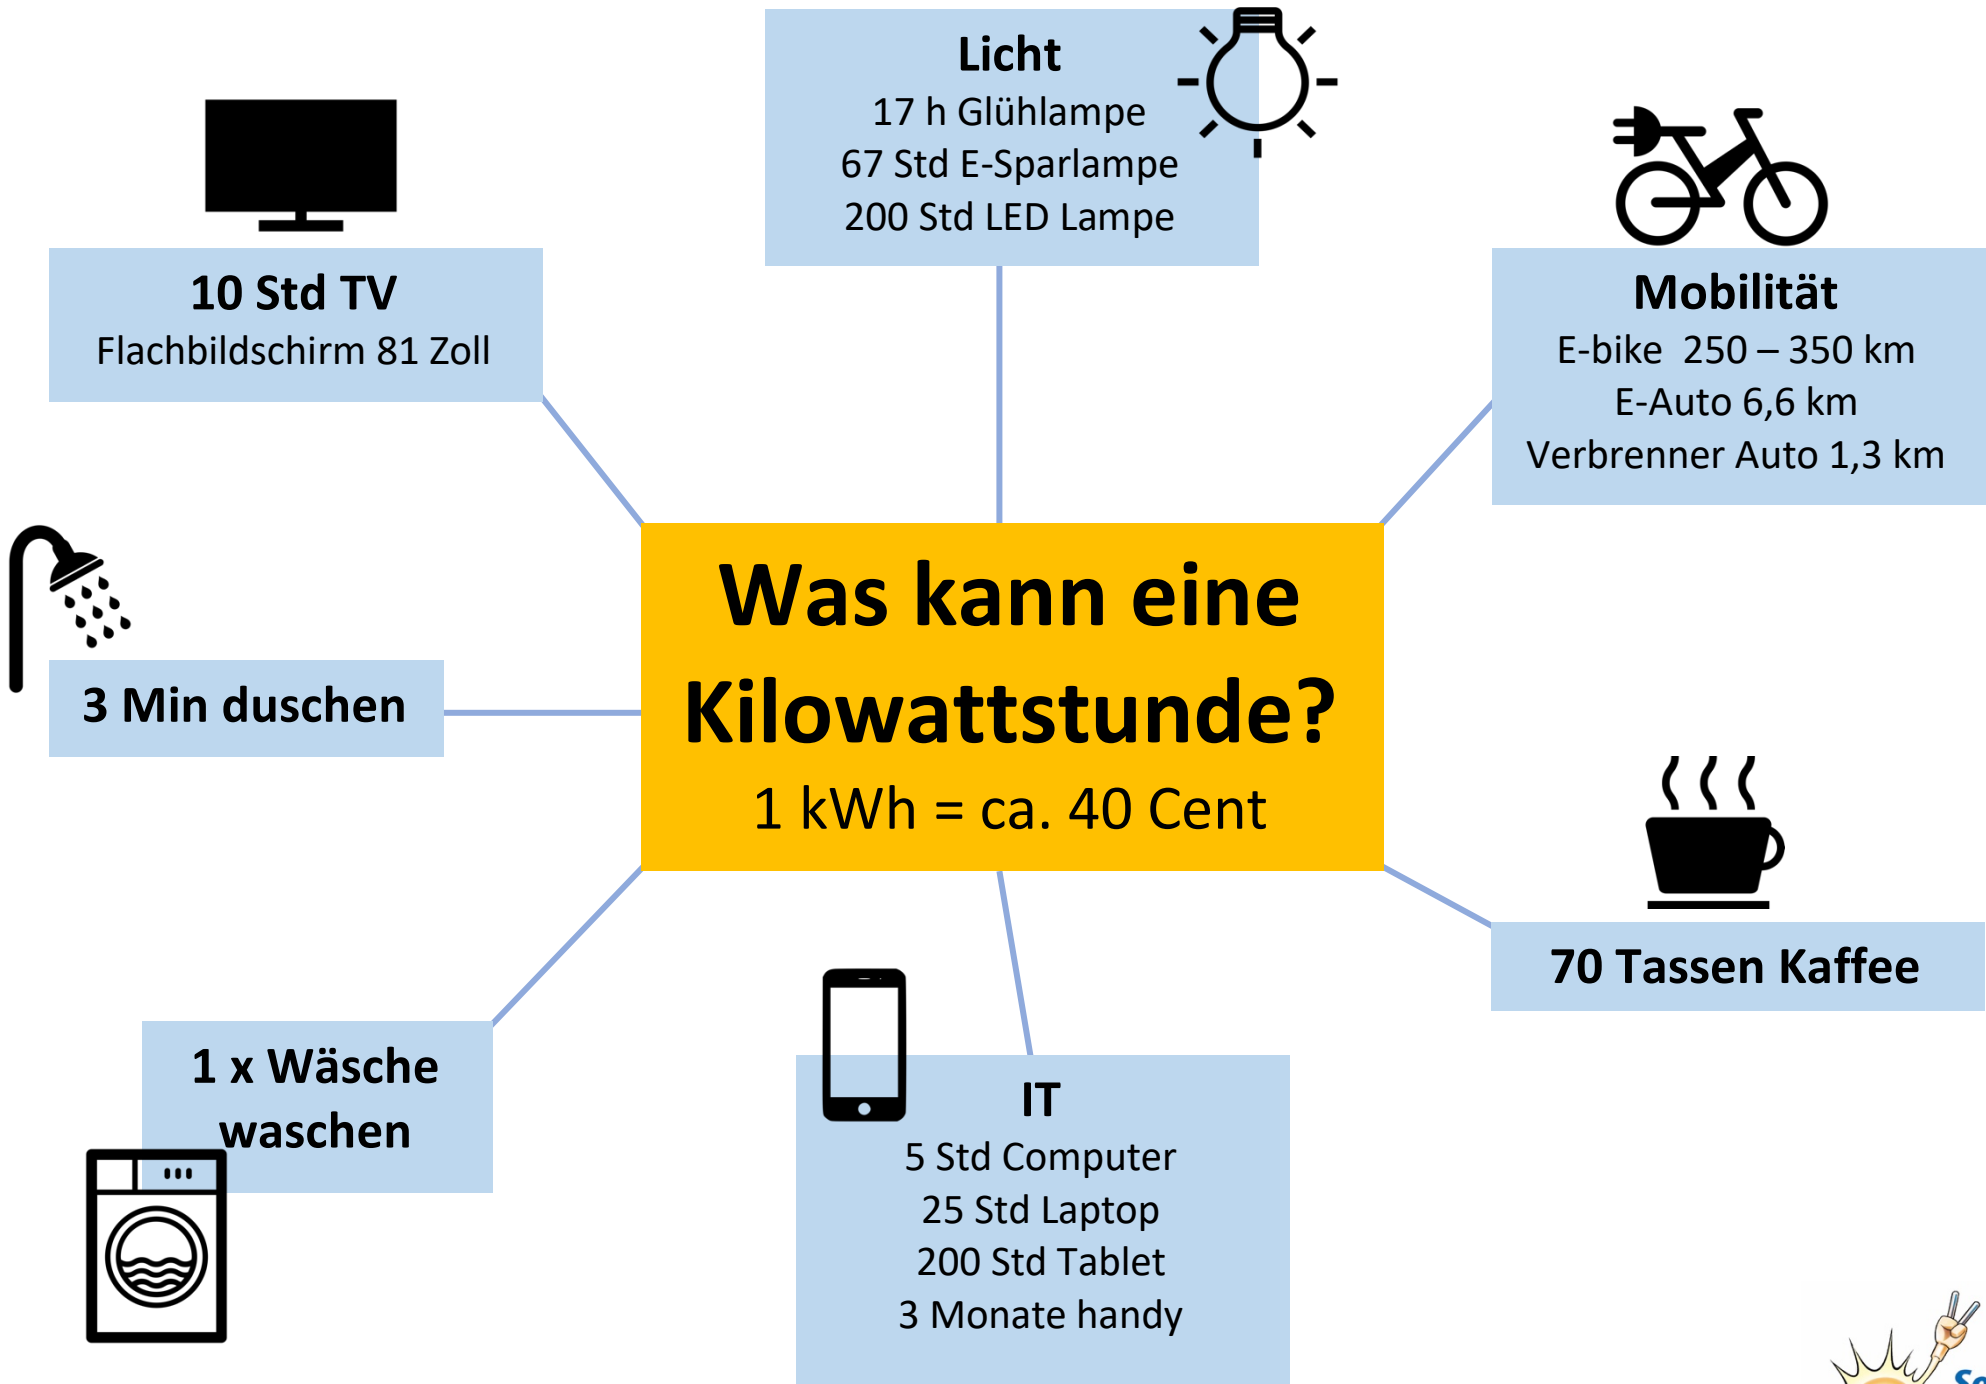 Licht
17 h Glühlampe
67 Std E-Sparlampe
200 Std LED Lampe
10 Std TV
Flachbildschirm 81 Zoll
Mobilität
E-bike  250 – 350 km
E-Auto 6,6 km
Verbrenner Auto 1,3 km
Was kann eine
Kilowattstunde?
1 kWh = ca. 40 Cent
3 Min duschen
70 Tassen Kaffee
1 x Wäsche
waschen
IT
5 Std Computer
25 Std Laptop
200 Std Tablet
3 Monate handy